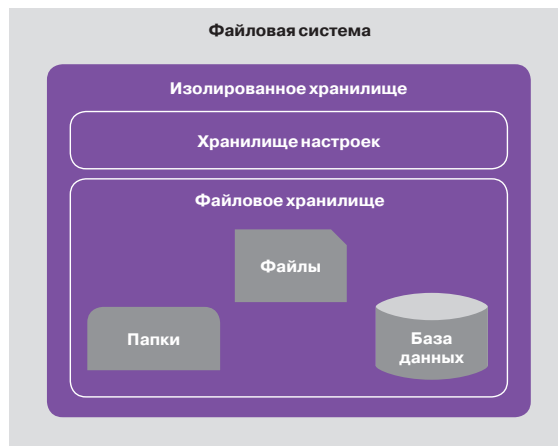 Файловая система
Изолированное хранилище
Хранилище настроек
Файловое хранилище
Файлы
Папки
База
данных